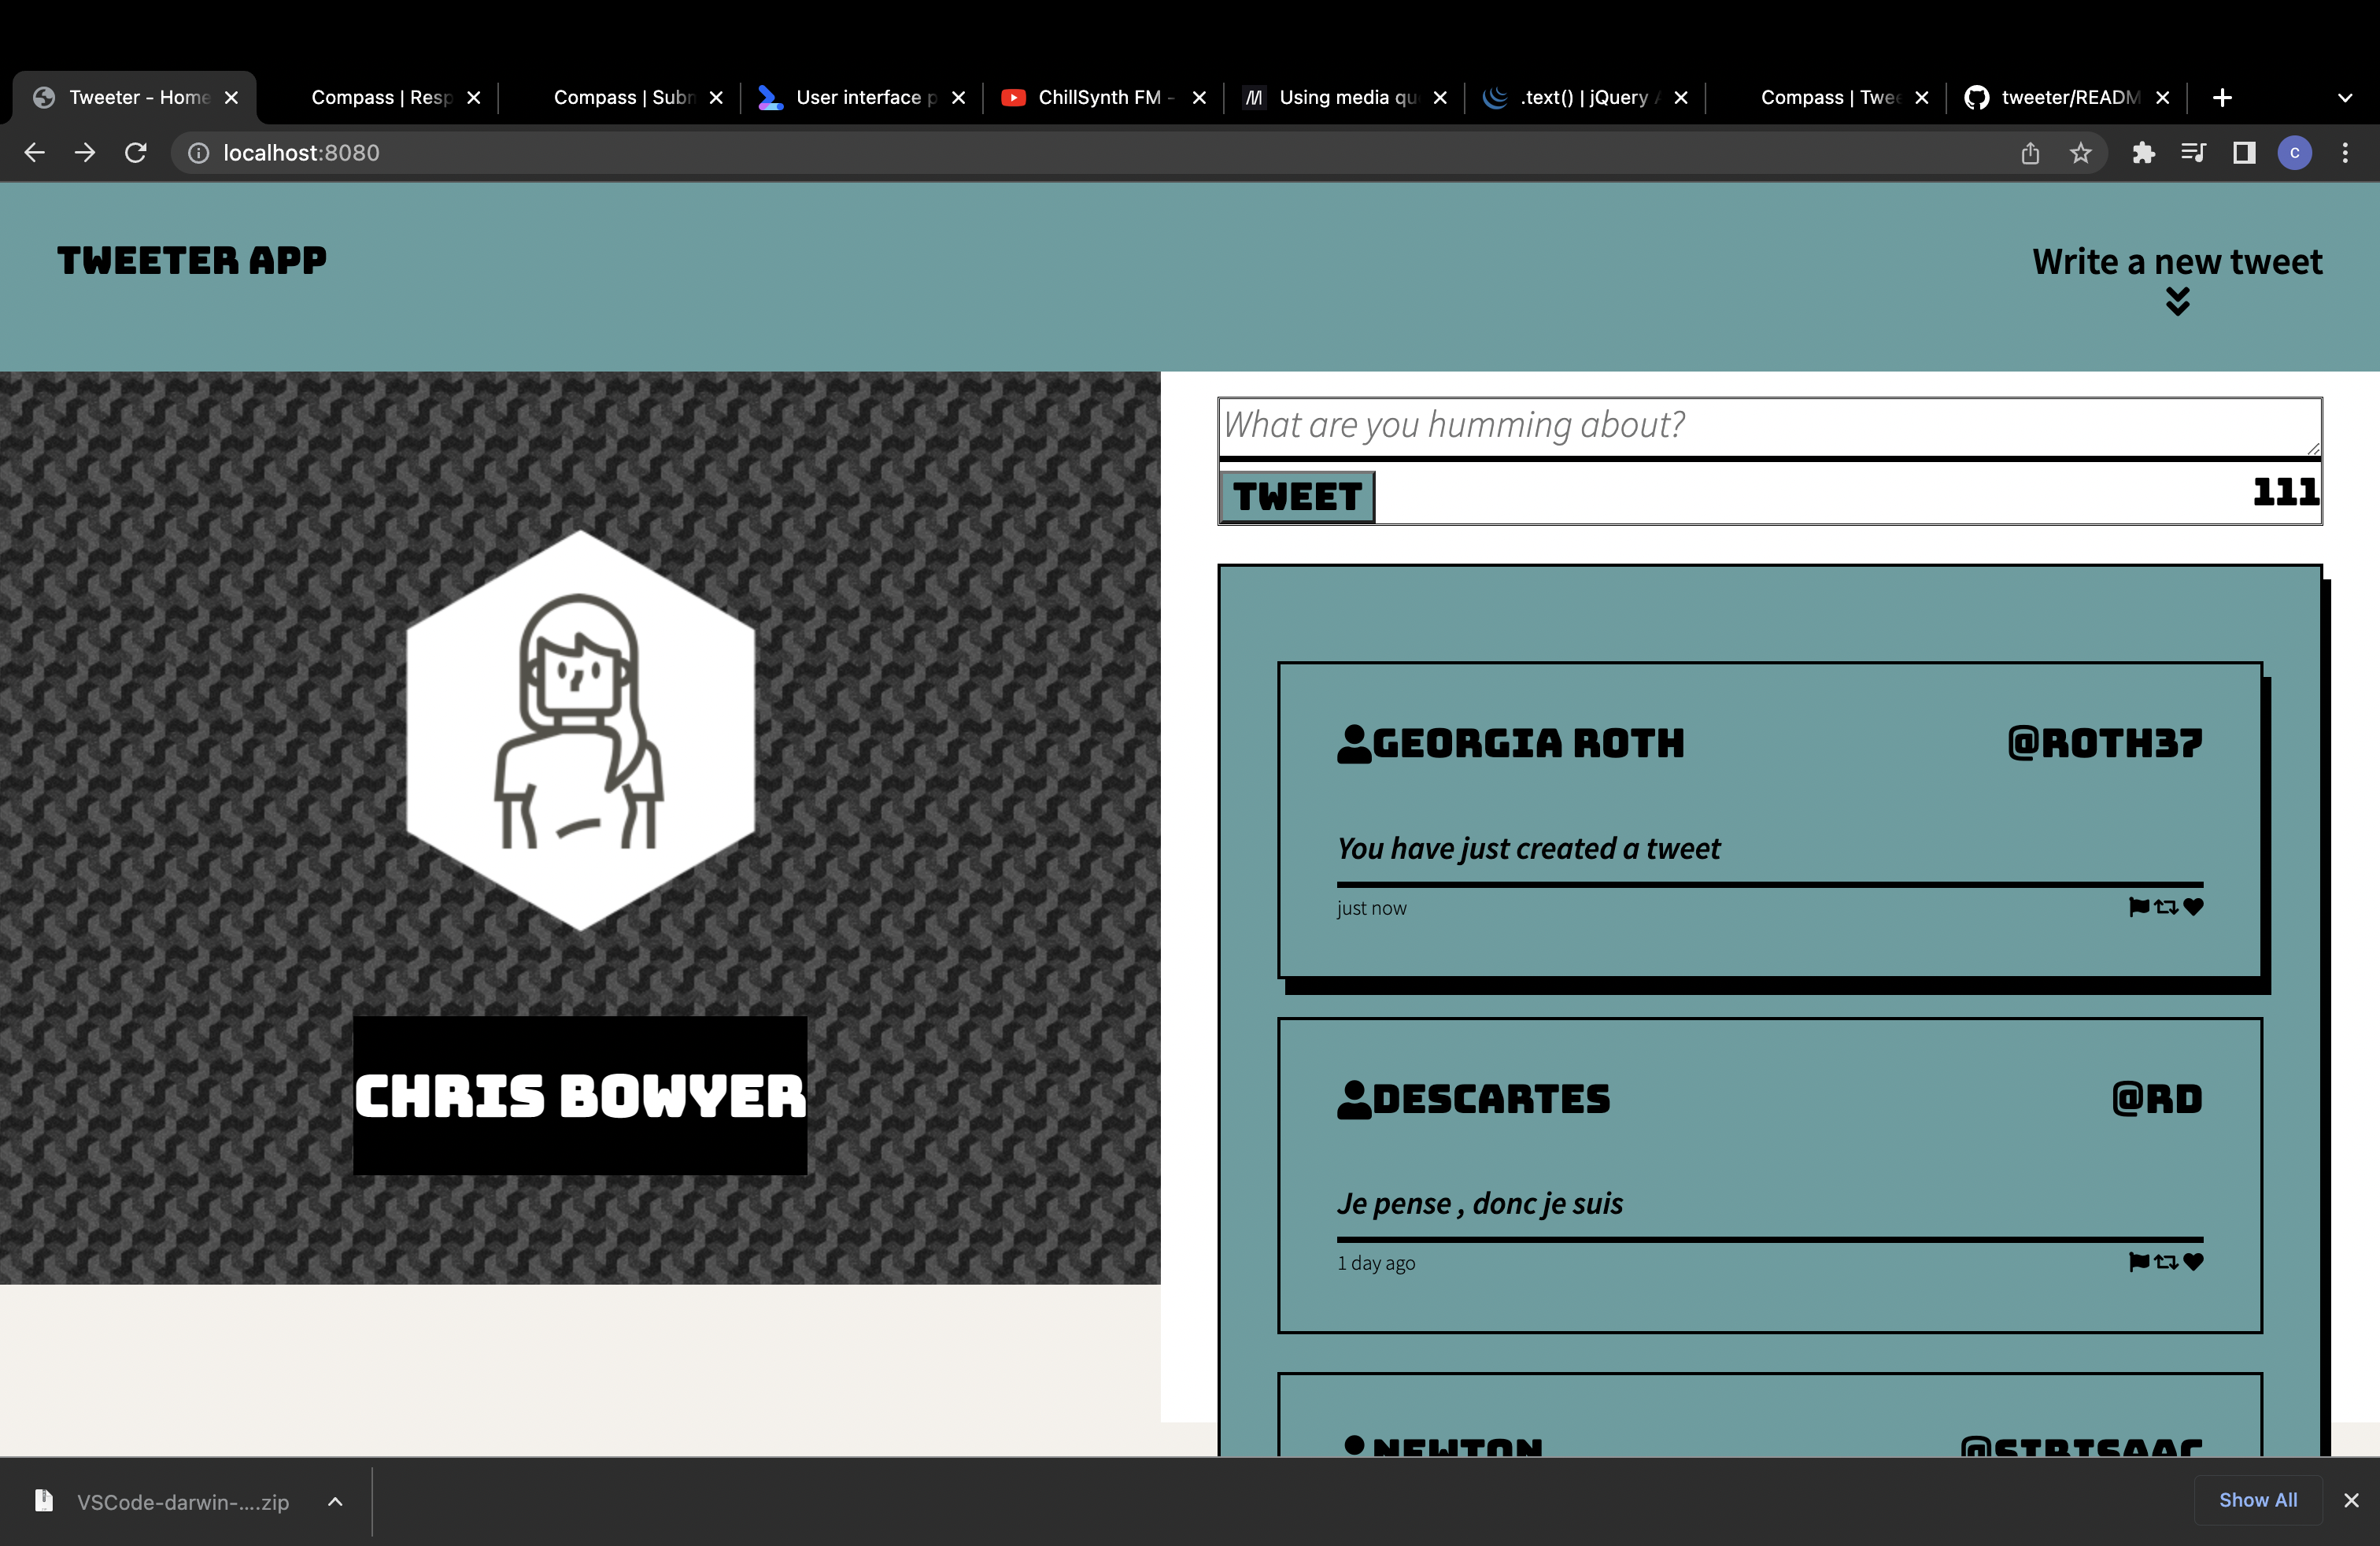 Tweeter - Home
Compass | Resp
Compass | Subn
User interface p
ChillSynth FM -
Using media qu
.text() | jQuery A
Compass | Twee
tweeter/READM
localhost:8080
C
TWEETER APP
Write a new tweet
What are you humming about?
TWEET
111
GEORGIA ROTH
@ROTH37
You have just created a tweet
just now
CHRIS BOWYER
DESCARTES
@RD
Je pense , donc je suis
1 day ago
NEWTON
@SIRISAAC
VSCode-darwin-....zip
Show All